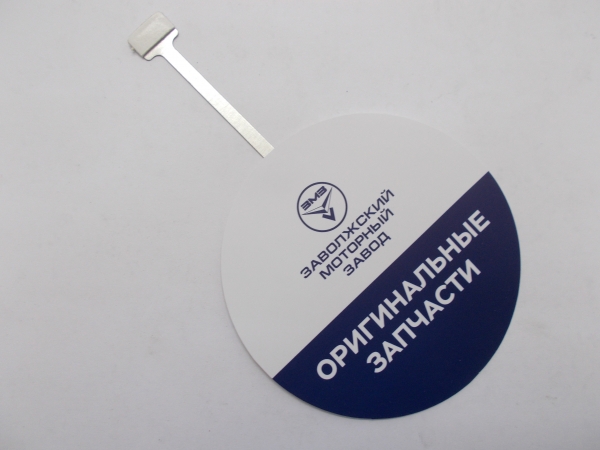 ЗМЗ
ЗАВОЛЖСКИЙ
МОТОРНЫЙ
ЗАВОД
ОРИГИНАЛЬНЫЕ
ЗАПЧАСТИ